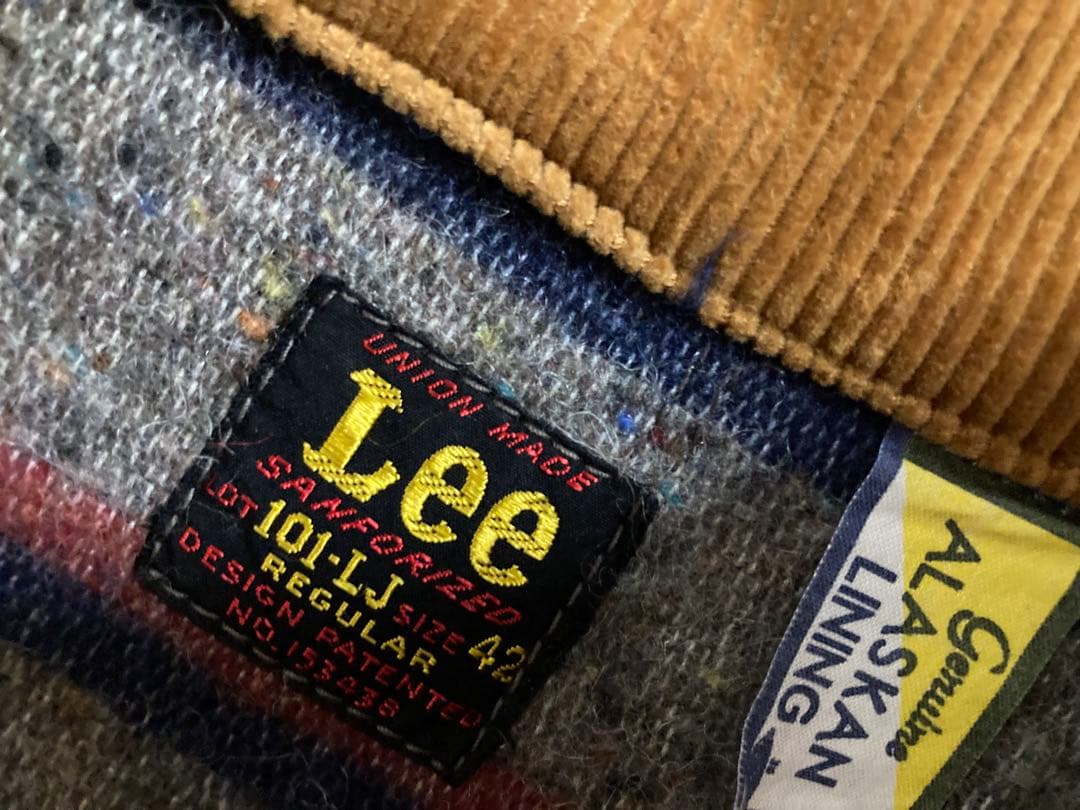 UNION MADE
Lee
SANFORIZED
LOT 101-LJ SIZE 42
REGULAR
DESIGN PATENTED
NO. 153438
Genuine
ALASKAN
LINING"